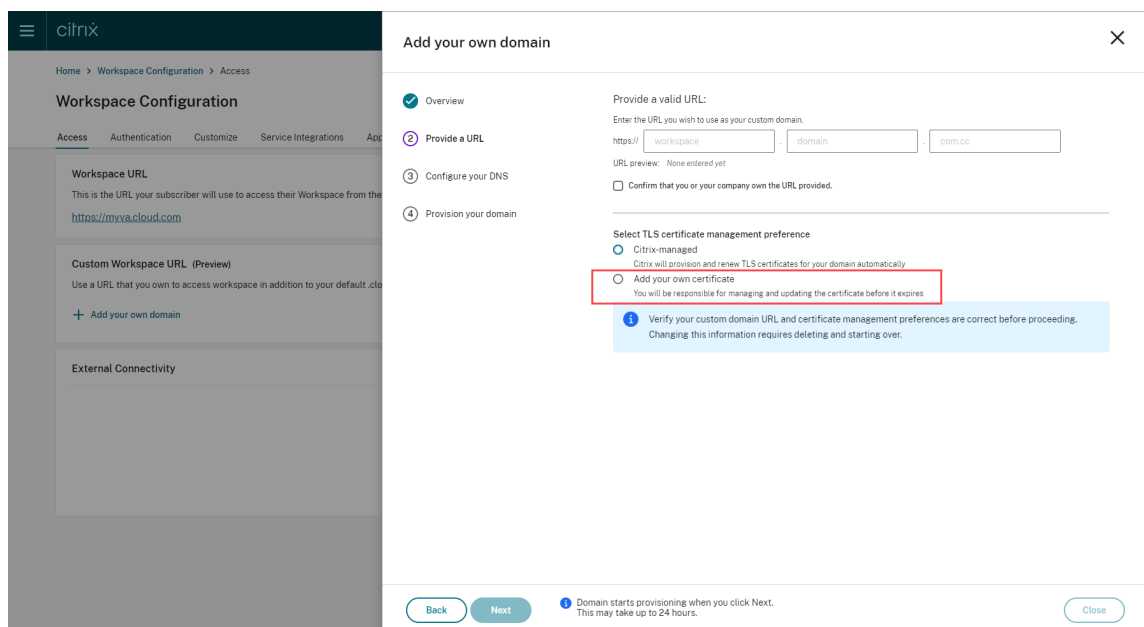 citrix
Home > Workspace Configuration > Access
Workspace Configuration
Access Authentication Customize Service Integrations App
Workspace URL
This is the URL your subscriber will use to access their Workspace from the
https://myva.cloud.com
Custom Workspace URL (Preview)
Use a URL that you own to access workspace in addition to your default .clo
+ Add your own domain
External Connectivity
Add your own domain
Overview
2 Provide a URL
3 Configure your DNS
4 Provision your domain
Provide a valid URL:
Enter the URL you wish to use as your custom domain.
https:// workspace . domain . com.cc
URL preview: None entered yet
Confirm that you or your company own the URL provided.
Select TLS certificate management preference
Citrix-managed
Citrix will provision and renew TLS certificates for your domain automatically
Add your own certificate
You will be responsible for managing and updating the certificate before it expires
Verify your custom domain URL and certificate management preferences are correct before proceeding.
Changing this information requires deleting and starting over.
Back Next
Domain starts provisioning when you click Next.
This may take up to 24 hours.
Close